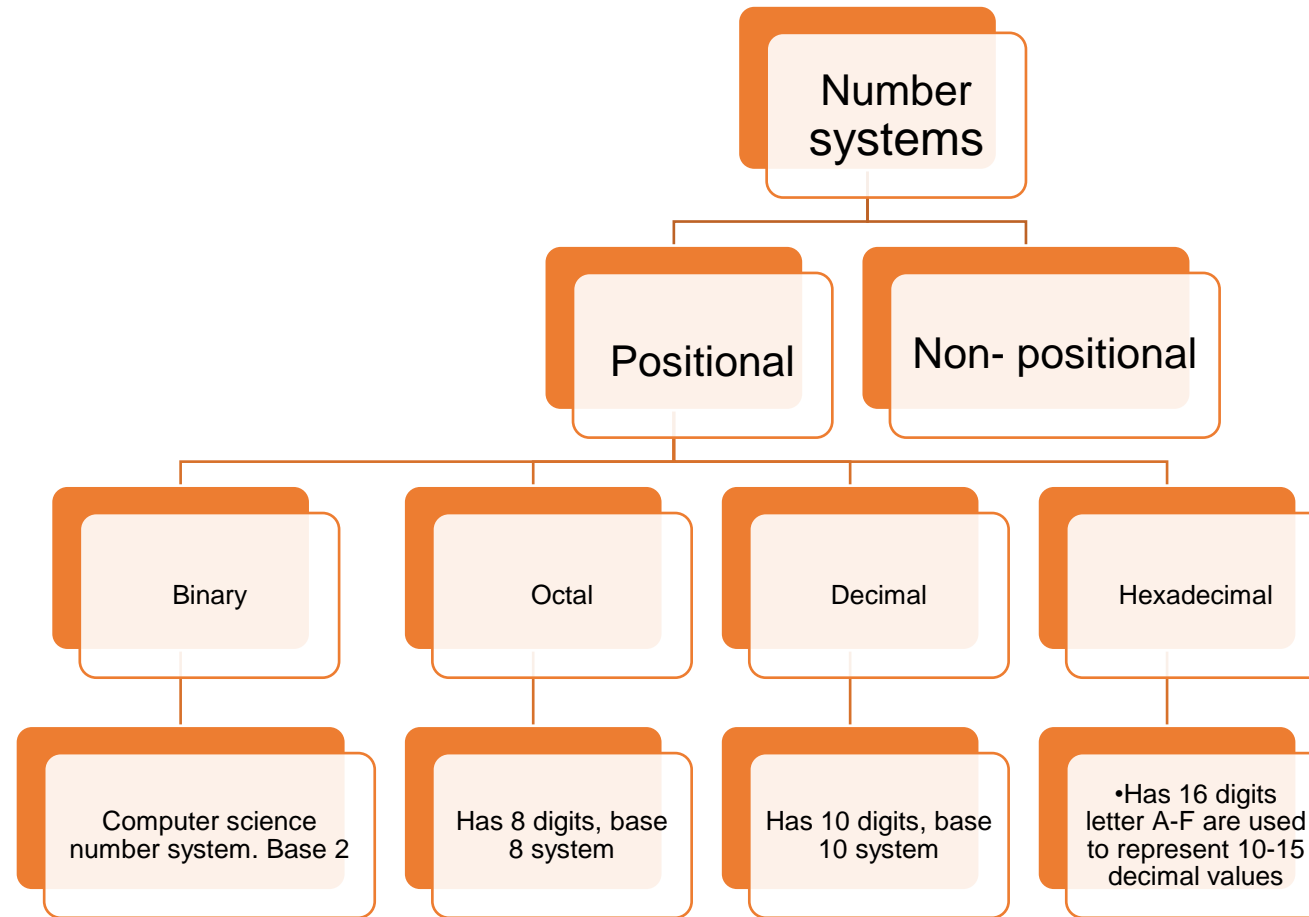 Number
systems
Positional
Non- positional
Binary
Octal
Decimal
Hexadecimal
Computer science
number system. Base 2
Has 8 digits, base
8 system
Has 10 digits, base
10 system
•Has 16 digits
letter A-F are used
to represent 10-15
decimal values